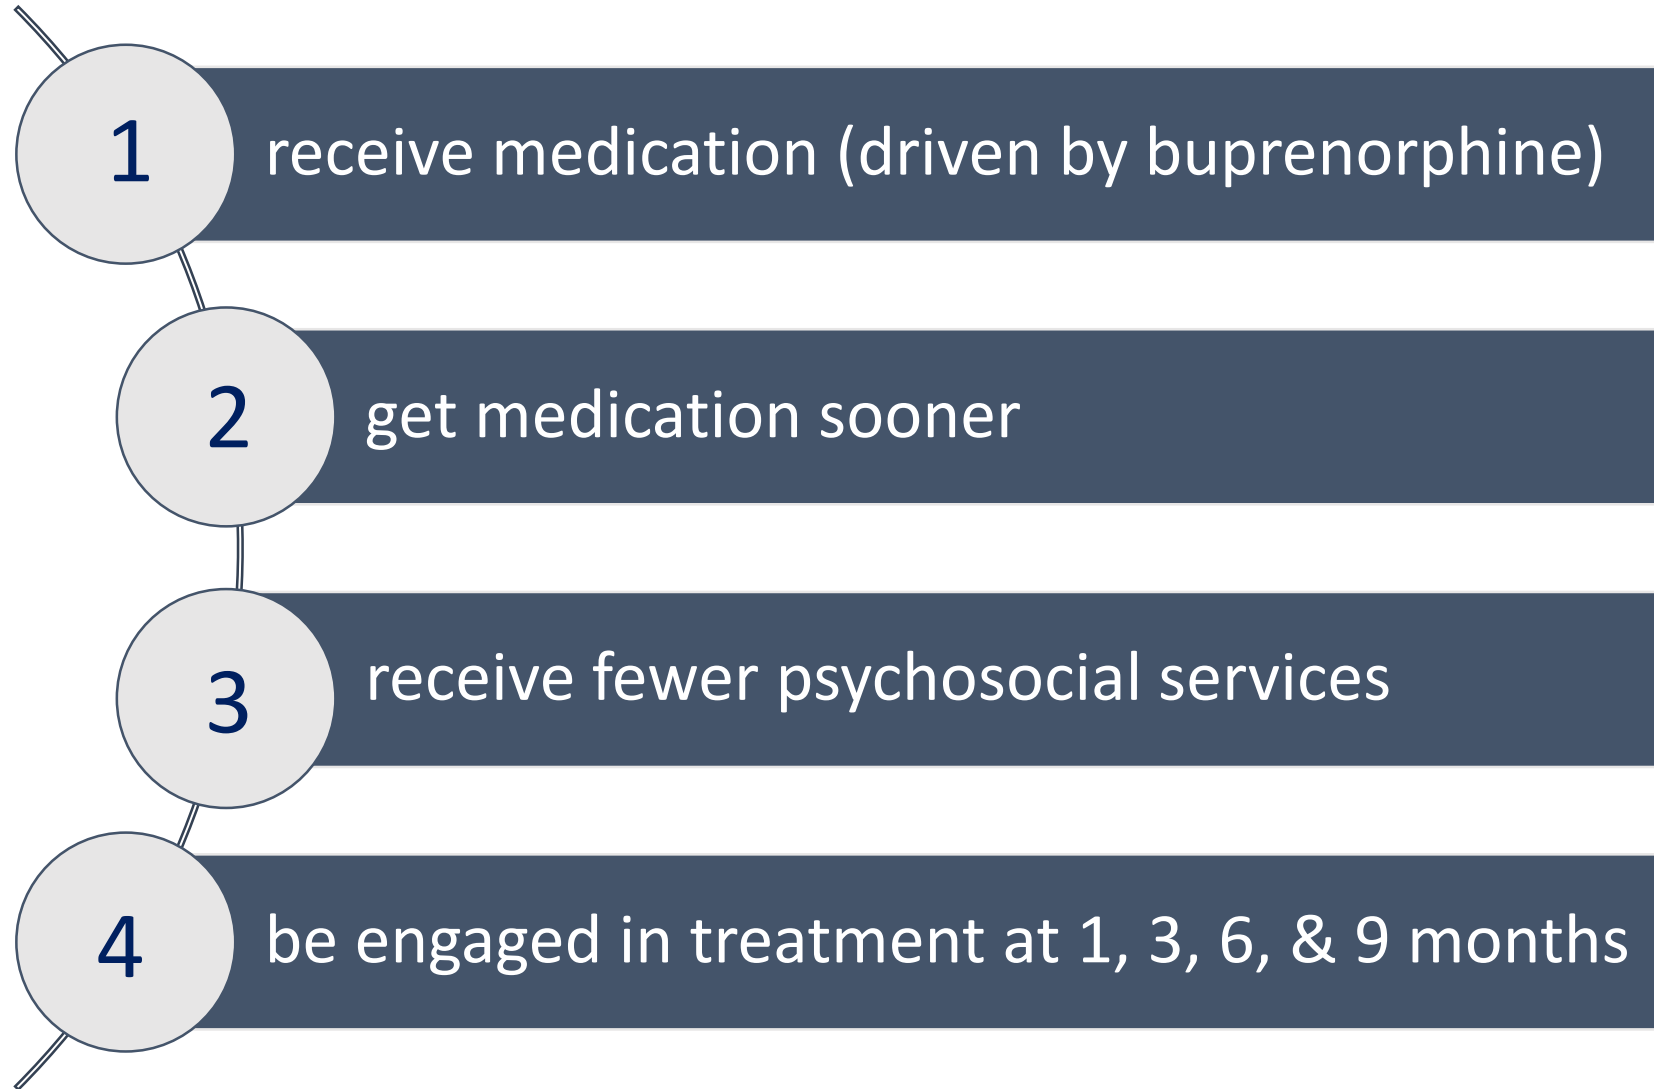 1
receive medication (driven by buprenorphine)
2
get medication sooner
3
receive fewer psychosocial services
4
be engaged in treatment at 1, 3, 6, & 9 months